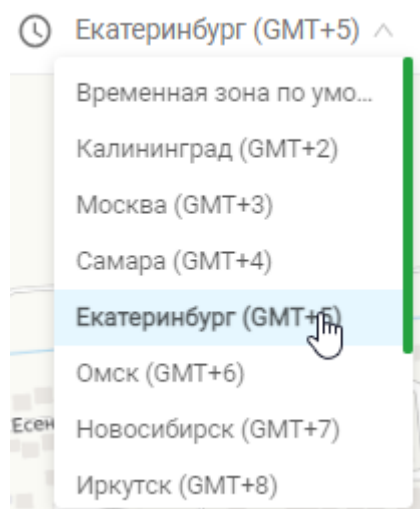 Екатеринбург (GMT+5)
Временная зона по умо...
Калининград (GMT+2)
Москва (GMT+3)
Самара (GMT+4)
Екатеринбург (GMT+5)
Омск (GMT+6)
Есен
Новосибирск (GMT+7)
Иркутск (GMT+8)